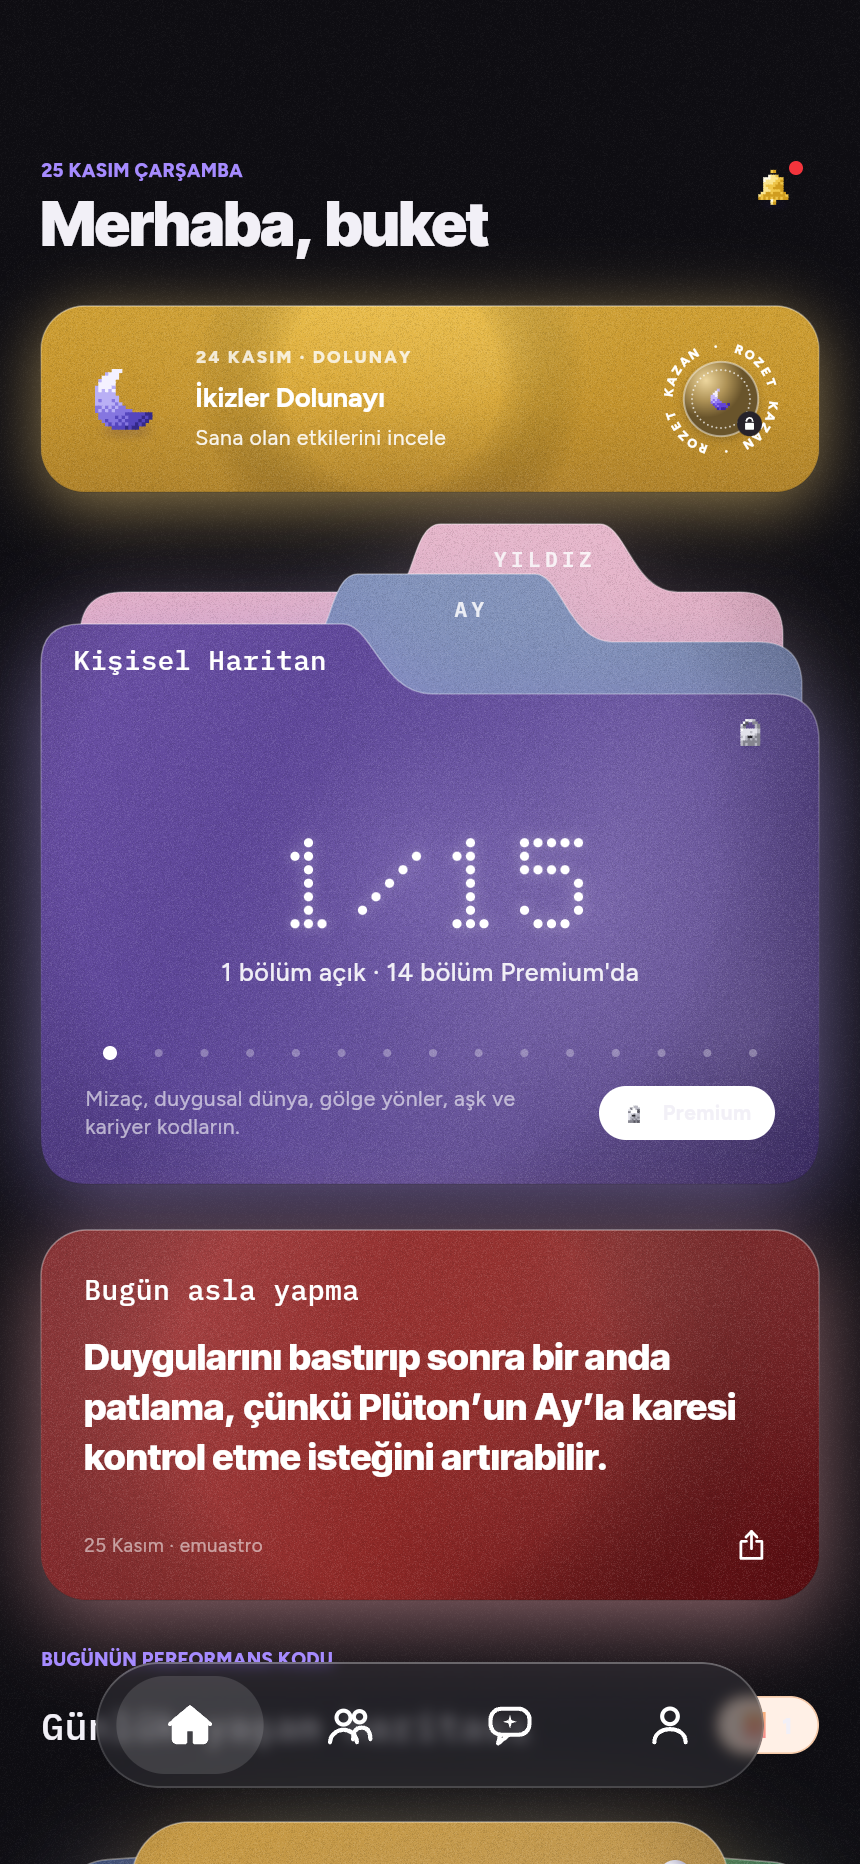 25 KASIM ÇARŞAMBA
Merhaba, buket
24 KASIM · DOLUNAY
İkizler Dolunayı
Sana olan etkilerini incele
ROZET KAZAN · ROZET KAZAN ·
YILDIZ
AY
Kişisel Haritan
1/15
1 bölüm açık · 14 bölüm Premium'da
Mizaç, duygusal dünya, gölge yönler, aşk ve
kariyer kodların.
Premium
Bugün asla yapma
Duygularını bastırıp sonra bir anda
patlama, çünkü Plüton’un Ay’la karesi
kontrol etme isteğini artırabilir.
25 Kasım · emuastro
BUGÜNÜN PERFORMANS KODU